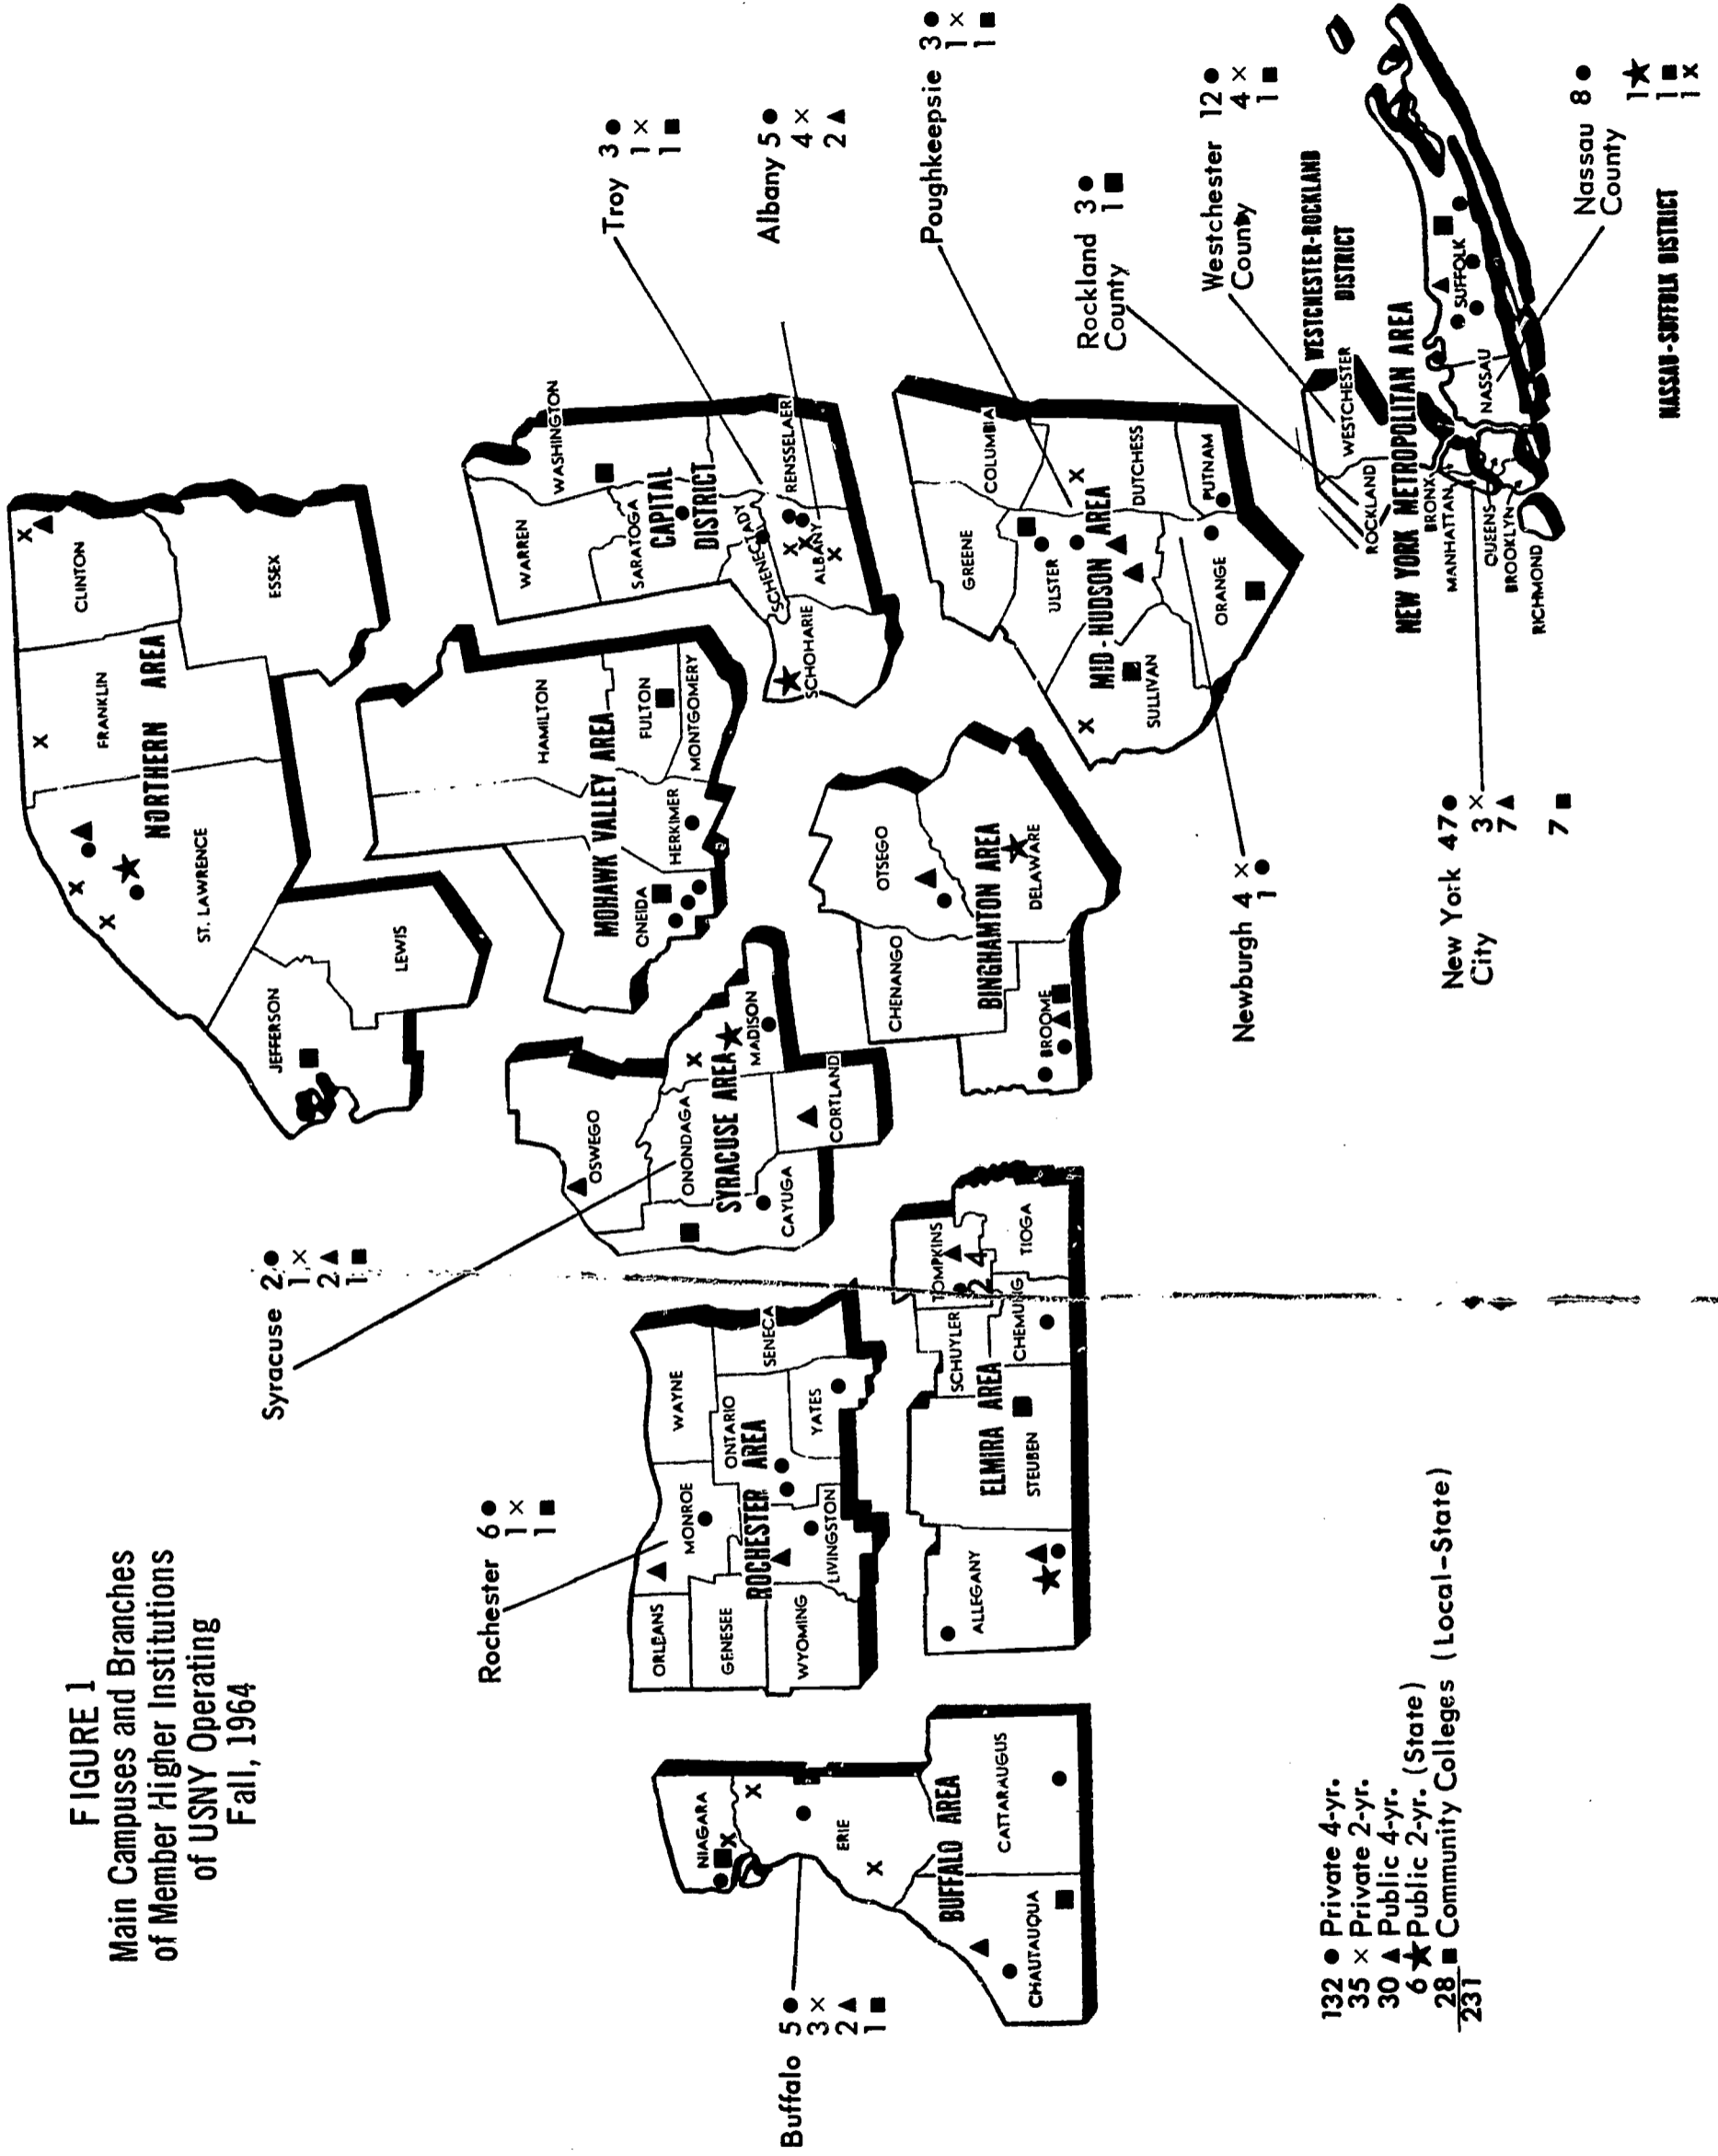 FIGURE 1
Main Campuses and Branches
of Member Higher Institutions
of USNY Operating
Fall, 1964
Syracuse 2 ●
1 ×
2 ▲
1 ■
Rochester 6 ●
1 ×
1 ■
Buffalo 5 ●
3 ×
2 ▲
1 ■
Troy 3 ●
1 ×
1 ■
Albany 5 ●
4 ×
2 ▲
Poughkeepsie 3 ●
1 ×
1 ■
Rockland 3 ●
County 1 ■
Westchester 12 ●
County 4 ×
1 ■
Nassau 8 ●
County
1 ★
1 ■
1 x
Newburgh 4 ×
1 ●
New York 47 ●
City 3 ×
7 ▲
7 ■
NORTHERN AREA
CLINTON
FRANKLIN
ESSEX
ST. LAWRENCE
JEFFERSON
LEWIS
MOHAWK VALLEY AREA
HAMILTON
FULTON
MONTGOMERY
HERKIMER
ONEIDA
CAPITAL
DISTRICT
WASHINGTON
WARREN
SARATOGA
RENSSELAER
SCHENECTADY
ALBANY
SCHOHARIE
SYRACUSE AREA
OSWEGO
ONONDAGA
MADISON
CAYUGA
CORTLAND
ROCHESTER AREA
WAYNE
SENECA
ONTARIO
YATES
MONROE
LIVINGSTON
ORLEANS
GENESEE
WYOMING
BUFFALO AREA
NIAGARA
ERIE
CATTARAUGUS
CHAUTAUQUA
ELMIRA AREA
TOMPKINS
2 4
TIOGA
SCHUYLER
CHEMUNG
STEUBEN
ALLEGANY
BINGHAMTON AREA
OTSEGO
DELAWARE
CHENANGO
BROOME
MID-HUDSON AREA
COLUMBIA
GREENE
DUTCHESS
ULSTER
PUTNAM
ORANGE
SULLIVAN
WESTCHESTER-ROCKLAND
DISTRICT
WESTCHESTER
ROCKLAND
NEW YORK METROPOLITAN AREA
BRONX
MANHATTAN
QUEENS
BROOKLYN
RICHMOND
NASSAU
SUFFOLK
NASSAU-SUFFOLK DISTRICT
132 ● Private 4-yr.
35 × Private 2-yr.
30 ▲ Public 4-yr.
6 ★ Public 2-yr. (State)
28 ■ Community Colleges (Local-State)
231